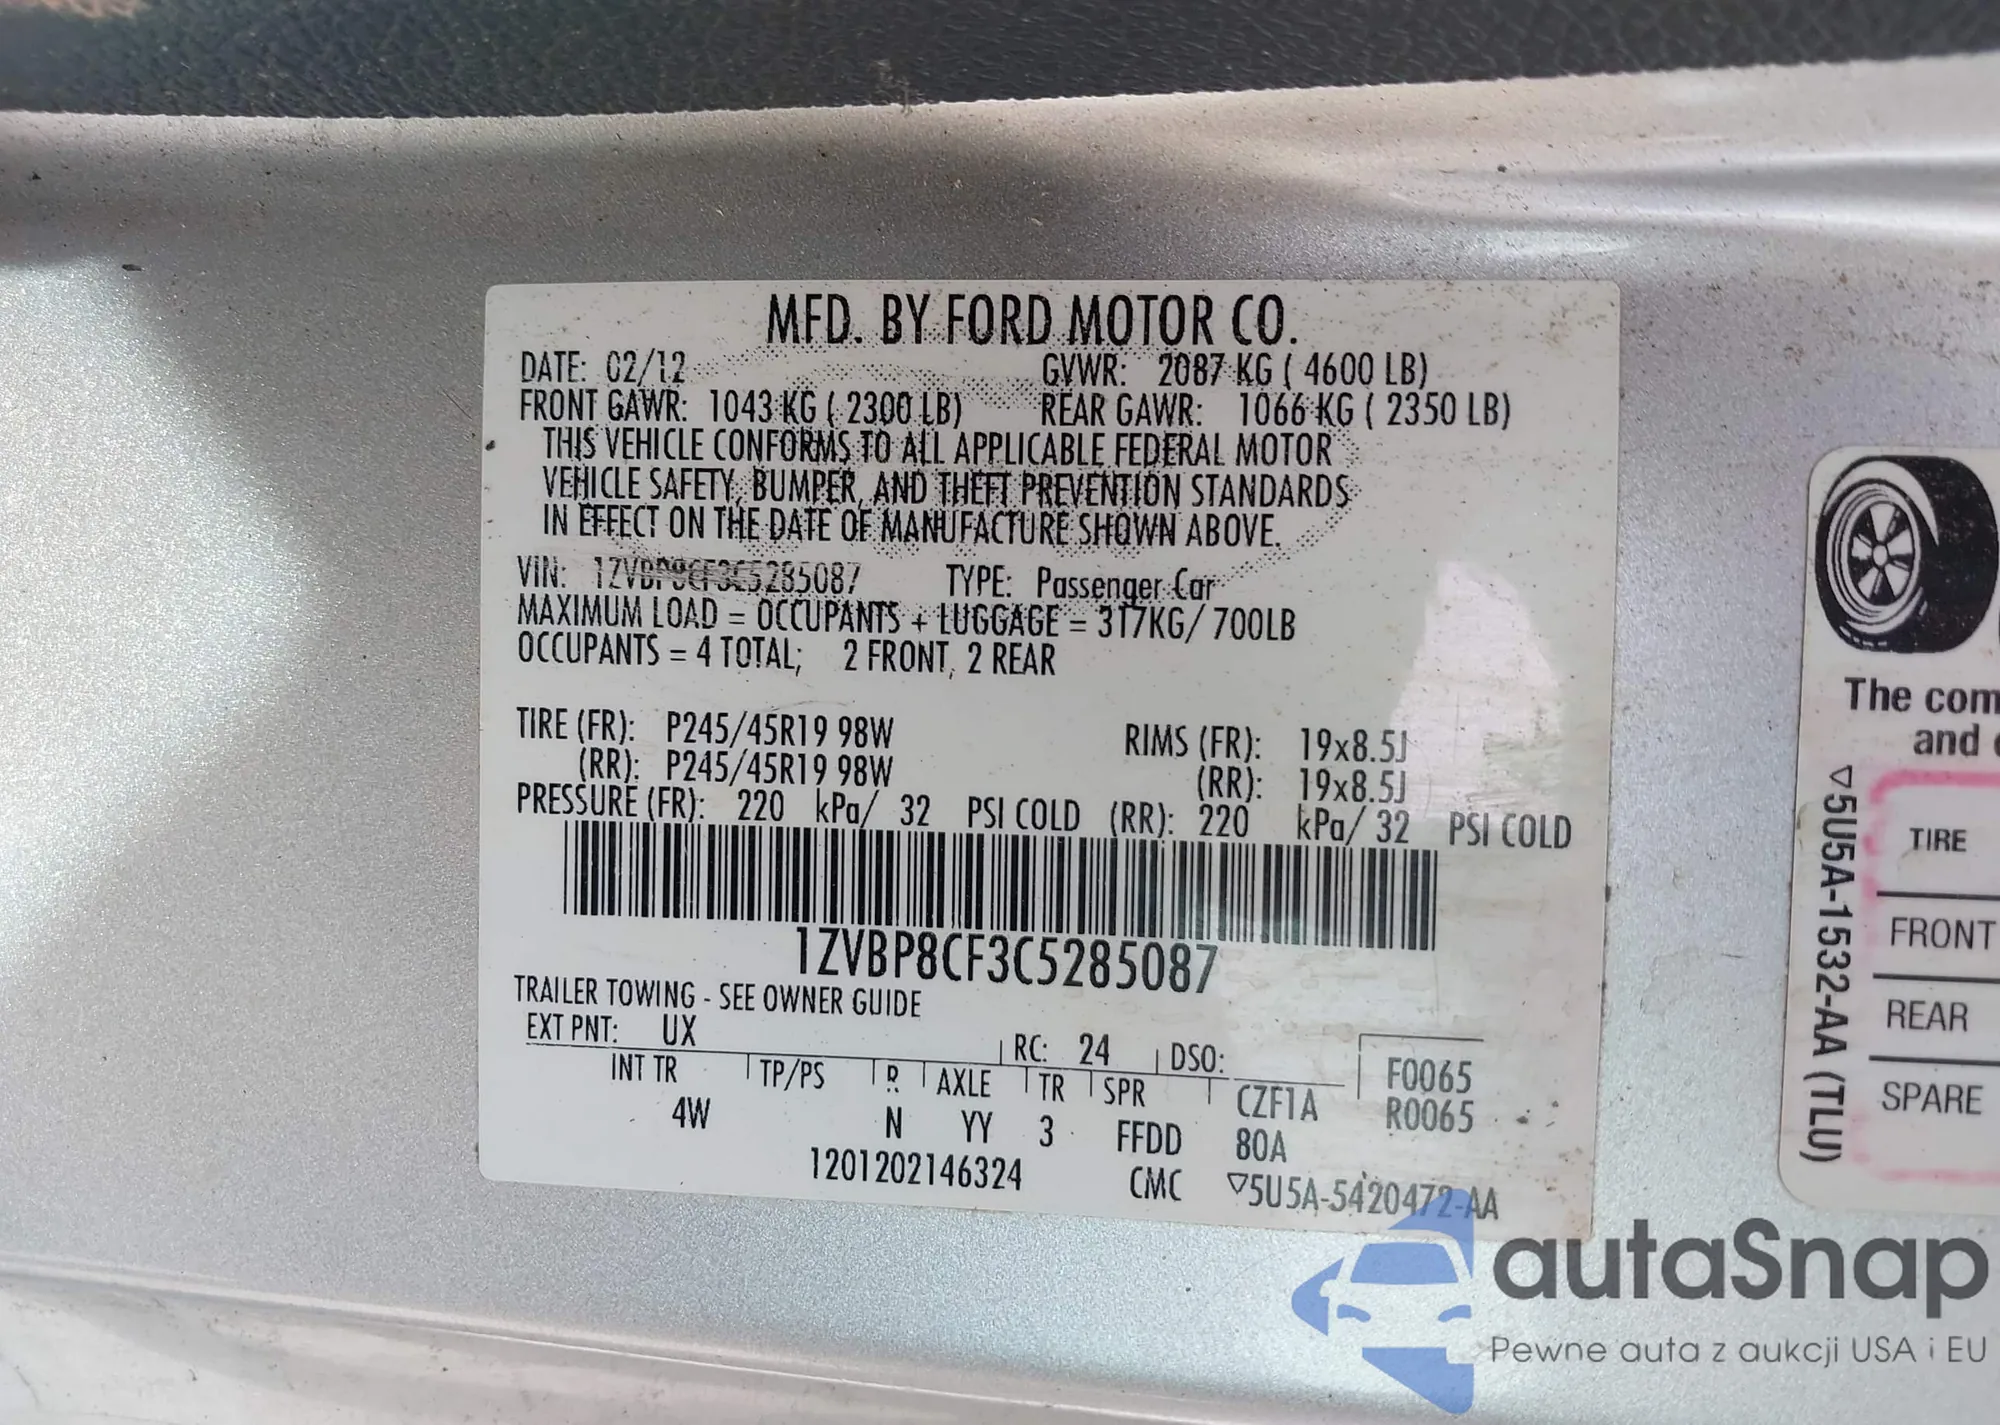 MFD. BY FORD MOTOR CO.
DATE: 02/12 GVWR: 2087 KG ( 4600 LB)
FRONT GAWR: 1043 KG ( 2300 LB) REAR GAWR: 1066 KG ( 2350 LB)
THIS VEHICLE CONFORMS TO ALL APPLICABLE FEDERAL MOTOR
VEHICLE SAFETY, BUMPER, AND THEFT PREVENTION STANDARDS
IN EFFECT ON THE DATE OF MANUFACTURE SHOWN ABOVE.
VIN: 1ZVBP8CF3C5285087 TYPE: Passenger Car
MAXIMUM LOAD = OCCUPANTS + LUGGAGE = 317KG/ 700LB
OCCUPANTS = 4 TOTAL; 2 FRONT, 2 REAR
TIRE (FR): P245/45R19 98W RIMS (FR): 19x8.5J
(RR): P245/45R19 98W (RR): 19x8.5J
PRESSURE (FR): 220 kPa/ 32 PSI COLD (RR): 220 kPa/ 32 PSI COLD
1ZVBP8CF3C5285087
TRAILER TOWING - SEE OWNER GUIDE
EXT PNT: UX RC: 24 DSO: F0065
INT TR TP/PS R AXLE TR SPR CZF1A R0065
4W N YY 3 FFDD 80A
1201202146324 CMC ▽5U5A-5420472-AA
The com
and
▽5U5A-1532-AA (TLU)
TIRE
FRONT
REAR
SPARE
autaSnap
Pewne auta z aukcji USA i EU